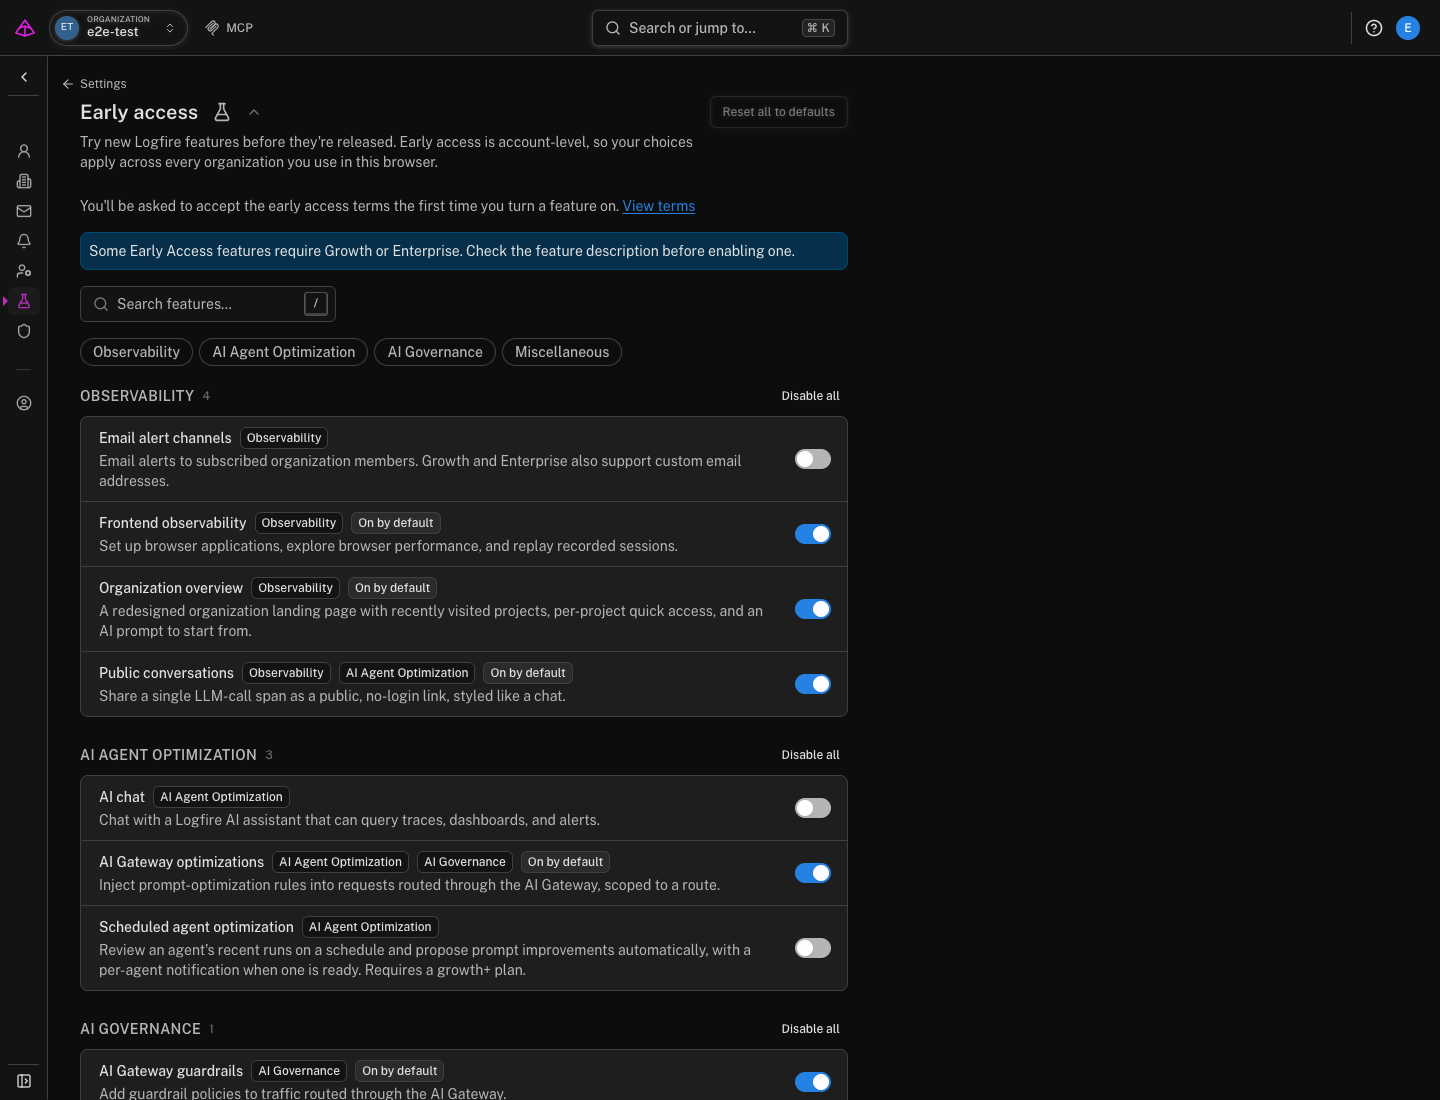 ET
ORGANIZATION
e2e-test
MCP
Search or jump to...
⌘ K
E
Settings
Early access
Reset all to defaults
Try new Logfire features before they're released. Early access is account-level, so your choices
apply across every organization you use in this browser.
You'll be asked to accept the early access terms the first time you turn a feature on. View terms
Some Early Access features require Growth or Enterprise. Check the feature description before enabling one.
Search features...
/
Observability
AI Agent Optimization
AI Governance
Miscellaneous
OBSERVABILITY 4
Disable all
Email alert channels Observability
Email alerts to subscribed organization members. Growth and Enterprise also support custom email
addresses.
Frontend observability Observability On by default
Set up browser applications, explore browser performance, and replay recorded sessions.
Organization overview Observability On by default
A redesigned organization landing page with recently visited projects, per-project quick access, and an
AI prompt to start from.
Public conversations Observability AI Agent Optimization On by default
Share a single LLM-call span as a public, no-login link, styled like a chat.
AI AGENT OPTIMIZATION 3
Disable all
AI chat AI Agent Optimization
Chat with a Logfire AI assistant that can query traces, dashboards, and alerts.
AI Gateway optimizations AI Agent Optimization AI Governance On by default
Inject prompt-optimization rules into requests routed through the AI Gateway, scoped to a route.
Scheduled agent optimization AI Agent Optimization
Review an agent's recent runs on a schedule and propose prompt improvements automatically, with a
per-agent notification when one is ready. Requires a growth+ plan.
AI GOVERNANCE 1
Disable all
AI Gateway guardrails AI Governance On by default
Add guardrail policies to traffic routed through the AI Gateway.